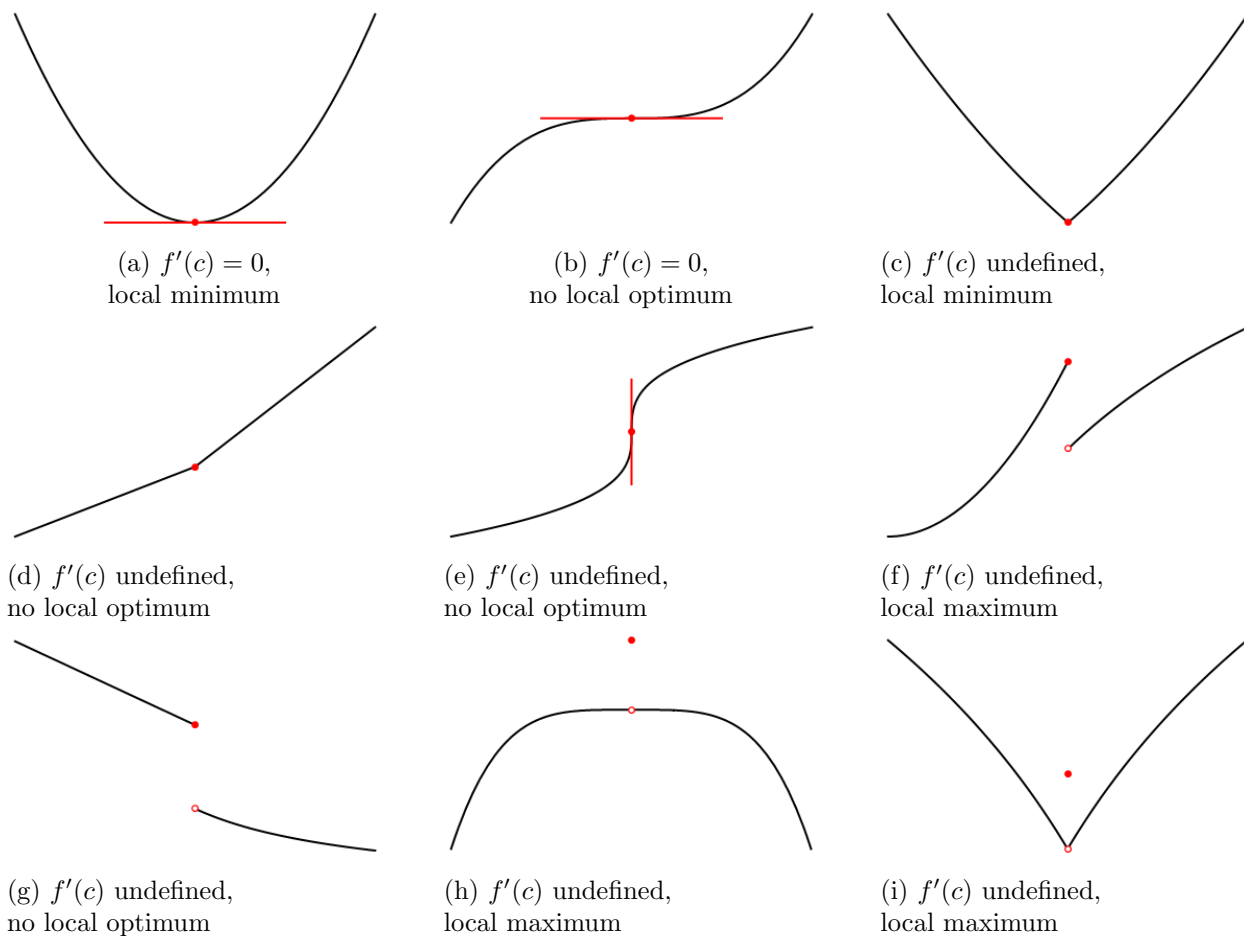 (a) f′(c) = 0,
local minimum
(b) f′(c) = 0,
no local optimum
(c) f′(c) undefined,
local minimum
(d) f′(c) undefined,
no local optimum
(e) f′(c) undefined,
no local optimum
(f) f′(c) undefined,
local maximum
(g) f′(c) undefined,
no local optimum
(h) f′(c) undefined,
local maximum
(i) f′(c) undefined,
local maximum